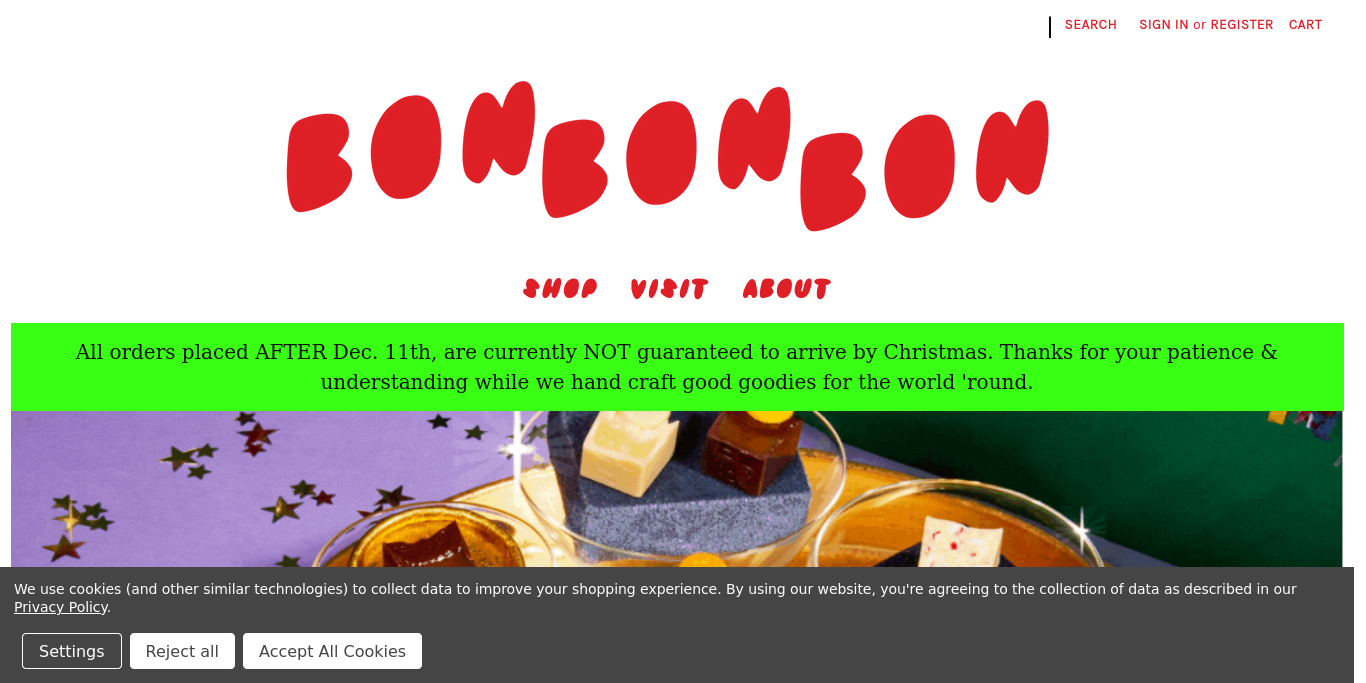 SEARCH SIGN IN or REGISTER CART
BONBONBON
SHOP VISIT ABOUT
All orders placed AFTER Dec. 11th, are currently NOT guaranteed to arrive by Christmas. Thanks for your patience &
understanding while we hand craft good goodies for the world 'round.
We use cookies (and other similar technologies) to collect data to improve your shopping experience. By using our website, you're agreeing to the collection of data as described in our
Privacy Policy.
Settings Reject all Accept All Cookies